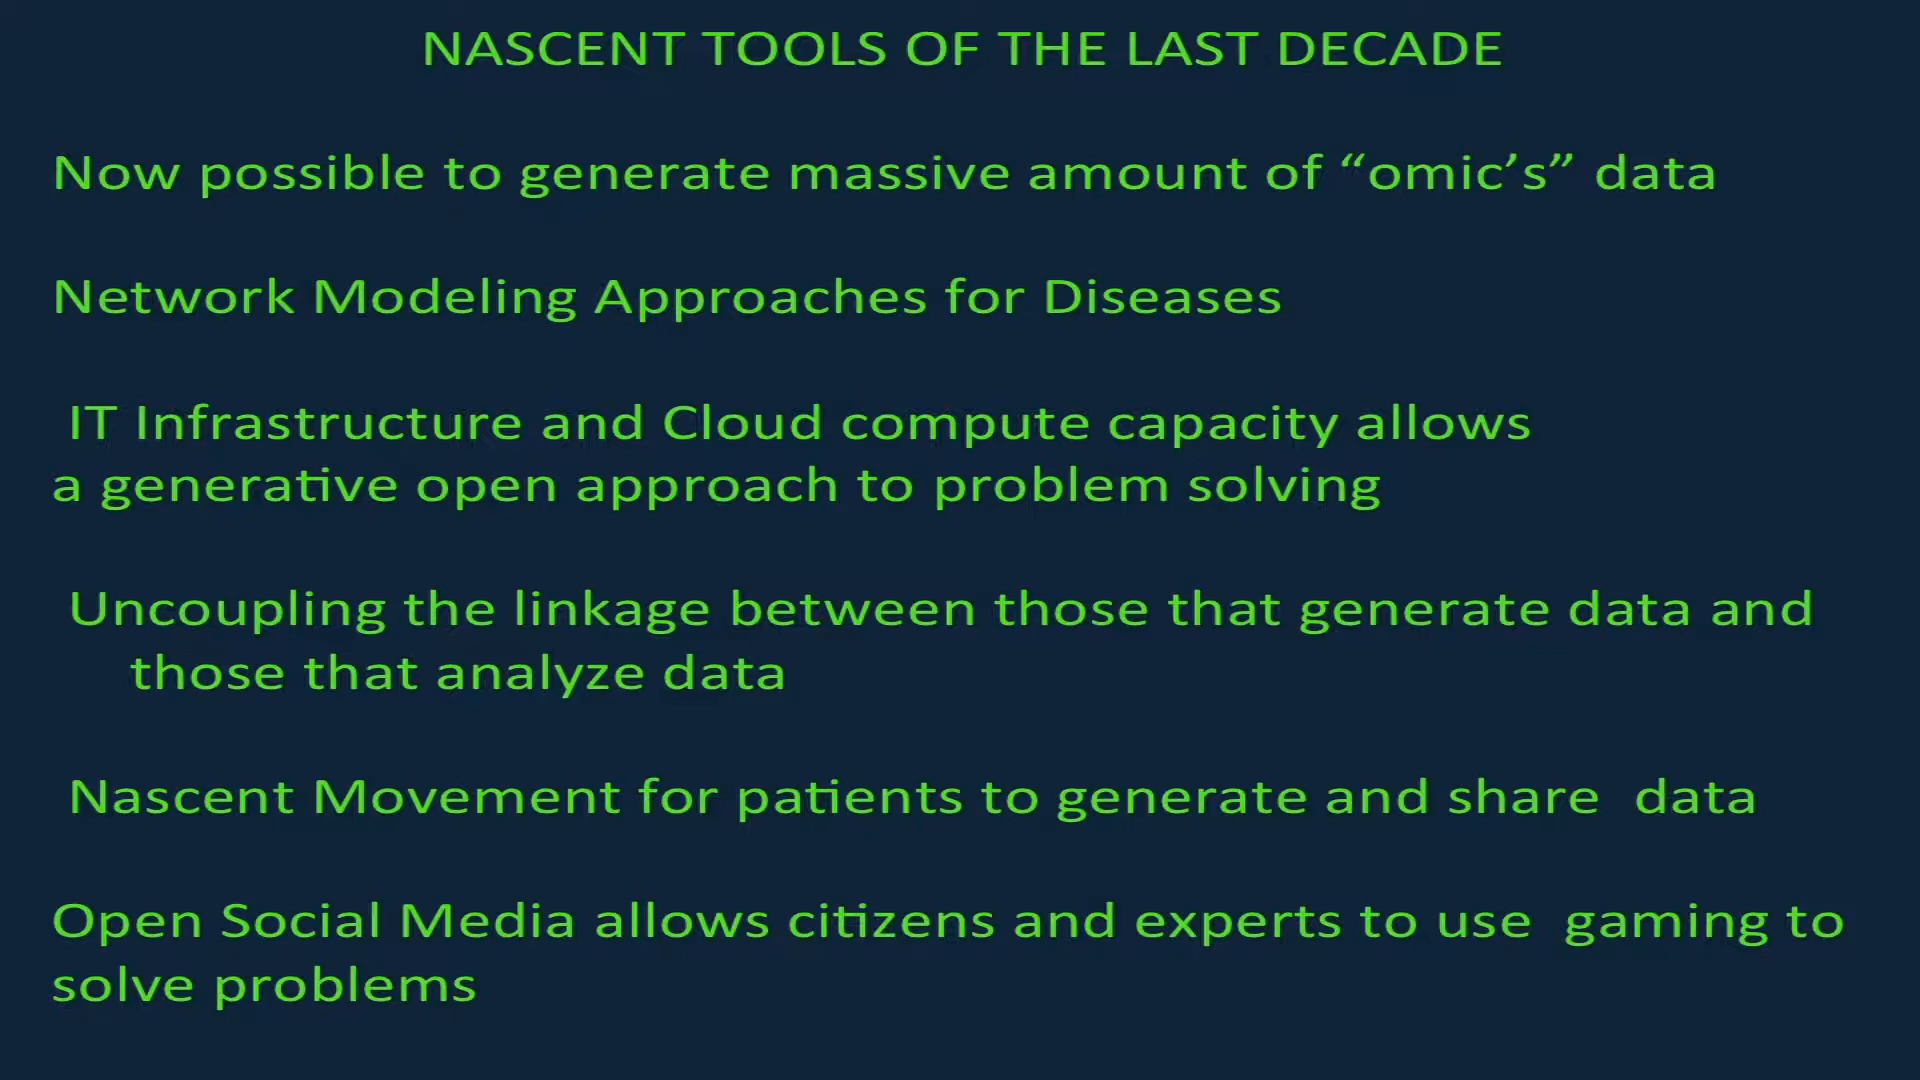 NASCENT TOOLS OF THE LAST DECADE
Now possible to generate massive amount of “omic’s” data
Network Modeling Approaches for Diseases
IT Infrastructure and Cloud compute capacity allows
a generative open approach to problem solving
Uncoupling the linkage between those that generate data and
those that analyze data
Nascent Movement for patients to generate and share data
Open Social Media allows citizens and experts to use gaming to
solve problems